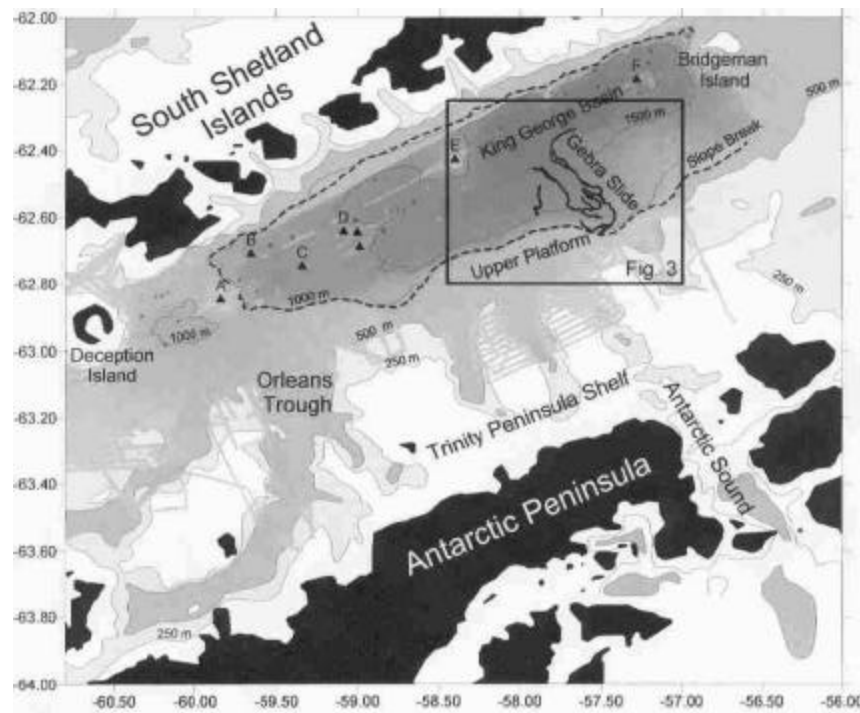 -62.00
-62.20
-62.40
-62.60
-62.80
-63.00
-63.20
-63.40
-63.60
-63.80
-64.00
South Shetland
Islands
F
Bridgeman
Island
500 m
King George Basin
1500 m
E
Gebra Slide
Slope Break
D
B
C
Upper Platform
Fig. 3
250 m
A
1000 m
1000 m
500 m
250 m
Deception
Island
Orleans
Trough
Trinity Peninsula Shelf
Antarctic Sound
Antarctic Peninsula
250 m
-60.50
-60.00
-59.50
-59.00
-58.50
-58.00
-57.50
-57.00
-56.50
-56.00